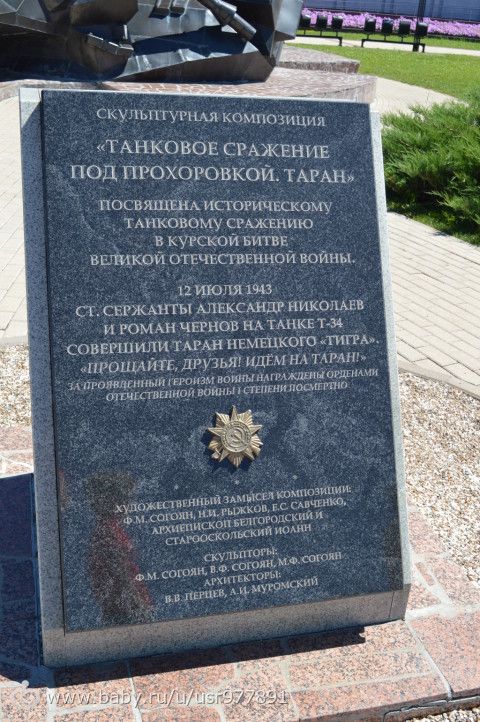 СКУЛЬПТУРНАЯ КОМПОЗИЦИЯ
«ТАНКОВОЕ СРАЖЕНИЕ
ПОД ПРОХОРОВКОЙ. ТАРАН»
ПОСВЯЩЕНА ИСТОРИЧЕСКОМУ
ТАНКОВОМУ СРАЖЕНИЮ
В КУРСКОЙ БИТВЕ
ВЕЛИКОЙ ОТЕЧЕСТВЕННОЙ ВОЙНЫ.
12 ИЮЛЯ 1943
СТ. СЕРЖАНТЫ АЛЕКСАНДР НИКОЛАЕВ
И РОМАН ЧЕРНОВ НА ТАНКЕ Т-34
СОВЕРШИЛИ ТАРАН НЕМЕЦКОГО «ТИГРА».
«ПРОЩАЙТЕ, ДРУЗЬЯ! ИДЁМ НА ТАРАН!»
ЗА ПРОЯВЛЕННЫЙ ГЕРОИЗМ ВОИНЫ НАГРАЖДЕНЫ ОРДЕНАМИ
ОТЕЧЕСТВЕННОЙ ВОЙНЫ I СТЕПЕНИ ПОСМЕРТНО
ХУДОЖЕСТВЕННЫЙ ЗАМЫСЕЛ КОМПОЗИЦИИ:
Ф.М. СОГОЯН, Н.И. РЫЖКОВ, Е.С. САВЧЕНКО,
АРХИЕПИСКОП БЕЛГОРОДСКИЙ И
СТАРООСКОЛЬСКИЙ ИОАНН
СКУЛЬПТОРЫ:
Ф.М. СОГОЯН, В.Ф. СОГОЯН, М.Ф. СОГОЯН
АРХИТЕКТОРЫ:
В.В. ПЕРЦЕВ, А.И. МУРОМСКИЙ
www.baby.ru/u/usr977891